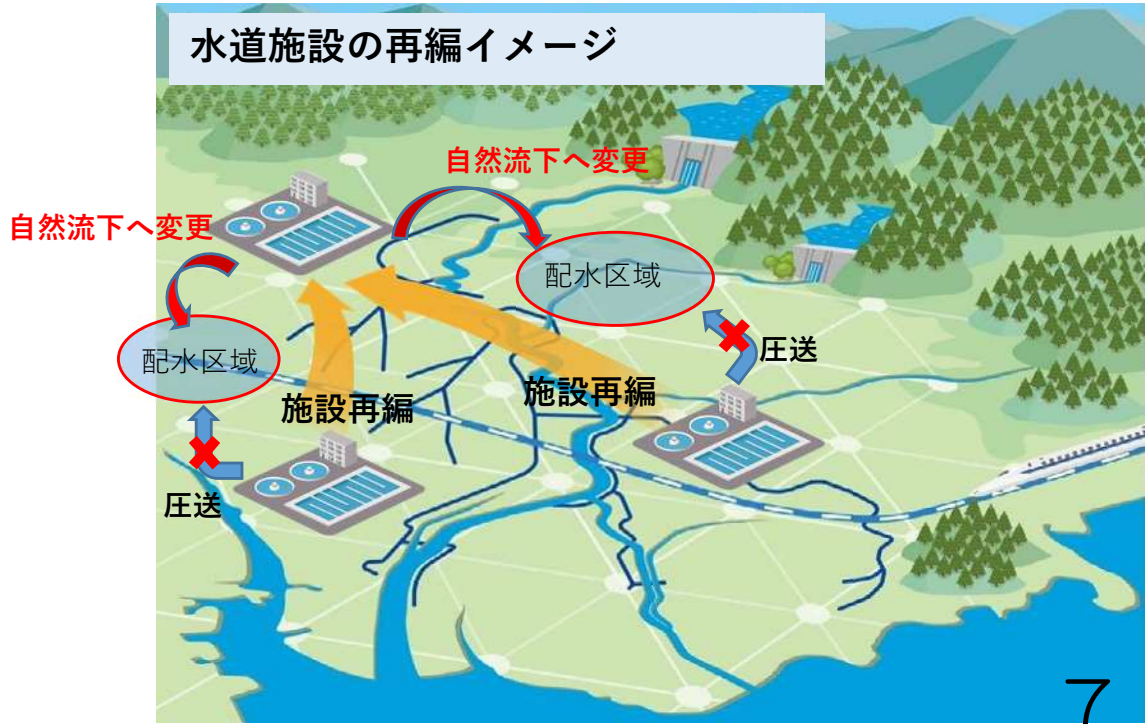 水道施設の再編イメージ
自然流下へ変更
自然流下へ変更
配水区域
配水区域
圧送
施設再編
施設再編
圧送
7